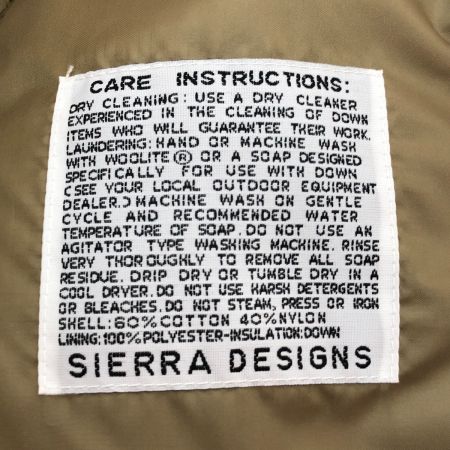 CARE INSTRUCTIONS:
DRY CLEANING: USE A DRY CLEANER
EXPERIENCED IN THE CLEANING OF DOWN
ITEMS WHO WILL GUARANTEE THEIR WORK.
LAUNDERING: HAND OR MACHINE WASH
WITH WOOLITE® OR A SOAP DESIGNED
SPECIFICALLY FOR USE WITH DOWN
(SEE YOUR LOCAL OUTDOOR EQUIPMENT
DEALER.) MACHINE WASH ON GENTLE
CYCLE AND RECOMMENDED WATER
TEMPERATURE OF SOAP. DO NOT USE AN
AGITATOR TYPE WASHING MACHINE. RINSE
VERY THOROUGHLY TO REMOVE ALL SOAP
RESIDUE. DRIP DRY OR TUMBLE DRY IN A
COOL DRYER. DO NOT USE HARSH DETERGENTS
OR BLEACHES. DO NOT STEAM, PRESS OR IRON
SHELL: 60% COTTON 40% NYLON
LINING: 100% POLYESTER-INSULATION: DOWN
SIERRA DESIGNS